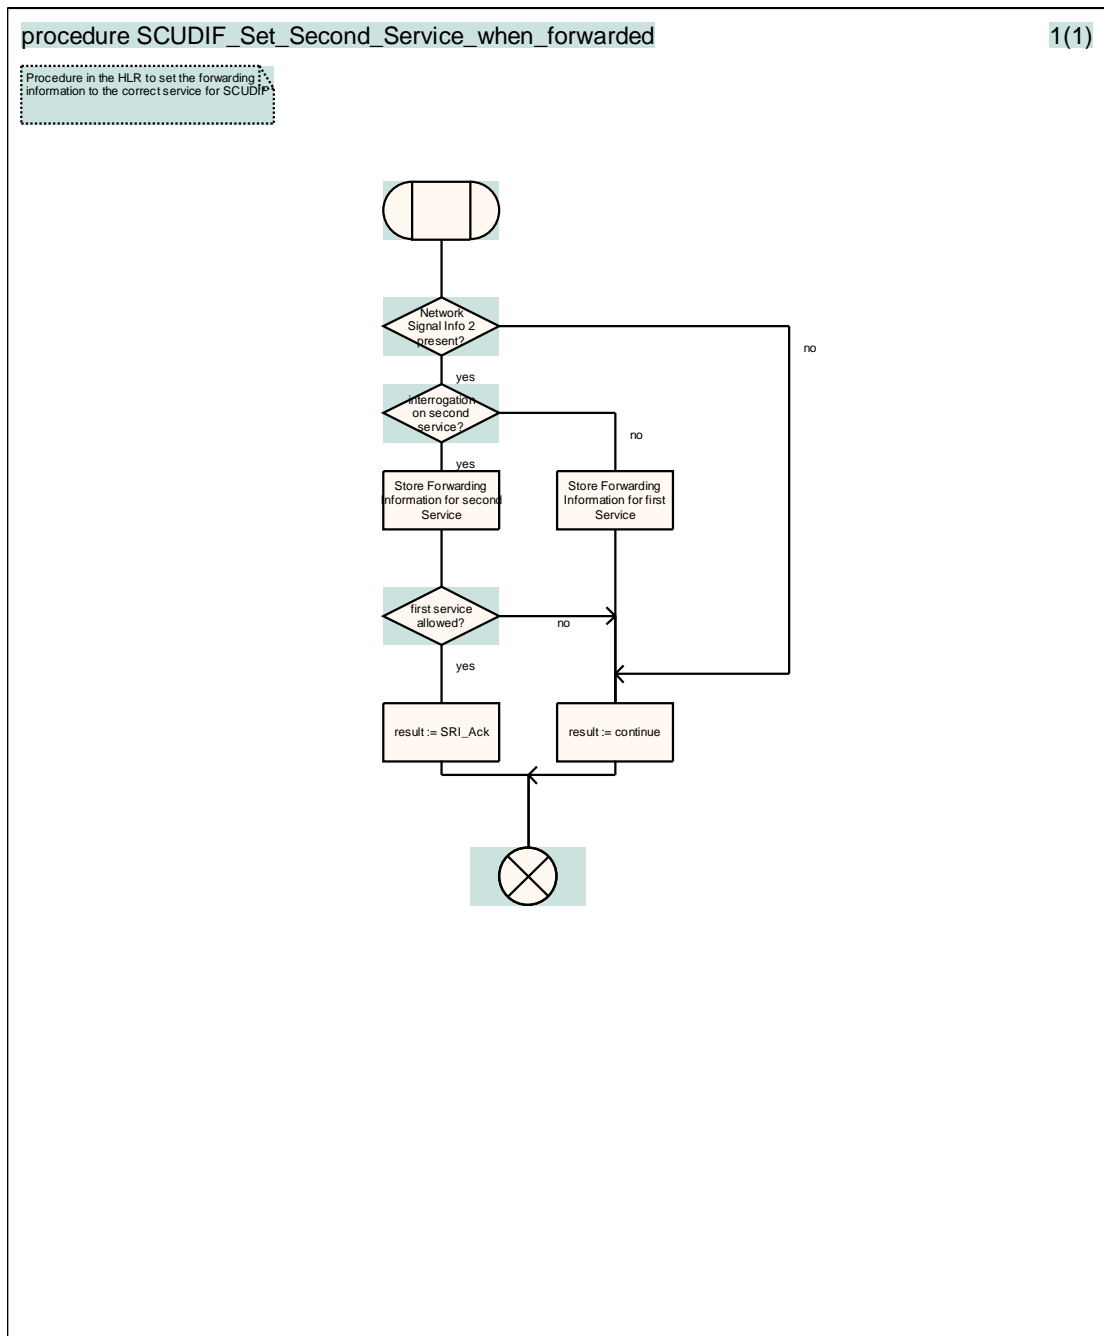 procedure SCUDIF_Set_Second_Service_when_forwarded
1(1)
Procedure in the HLR to set the forwarding
information to the correct service for SCUDIF
Network
Signal Info 2
present?
no
yes
interrogation
on second
service?
no
yes
Store Forwarding
Information for second
Service
Store Forwarding
Information for first
Service
first service
allowed?
no
yes
result := SRI_Ack
result := continue